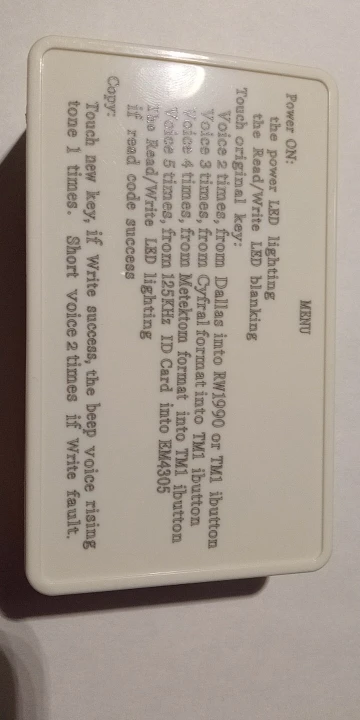 MENU
Power ON:
the power LED lighting
the Read/Write LED blanking
Touch original key:
Voice 2 times, from Dallas into RW1990 or TM1 ibutton
Voice 3 times, from Cyfral format into TM1 ibutton
Voice 4 times, from Metektom format into TM1 ibutton
Voice 5 times, from 125KHz ID Card into EM4305
The Read/Write LED lighting
if read code success
Copy:
Touch new key, if Write success, the beep voice rising
tone 1 times. Short voice 2 times if Write fault.